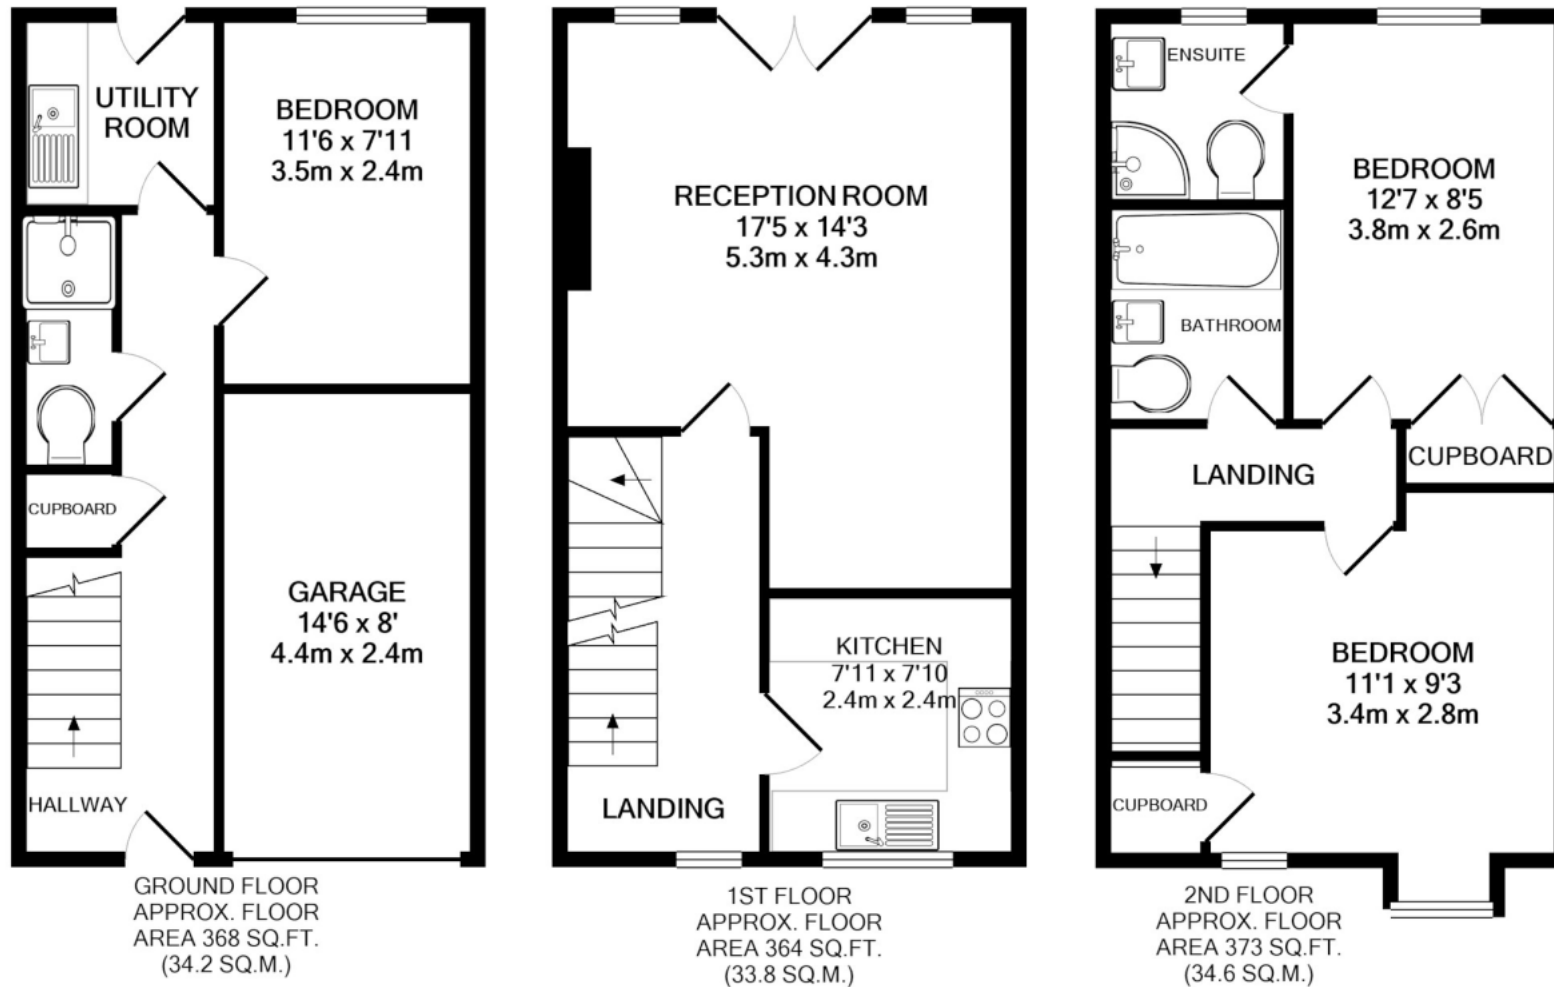 UTILITY
ROOM
BEDROOM
11'6 x 7'11
3.5m x 2.4m
CUPBOARD
GARAGE
14'6 x 8'
4.4m x 2.4m
HALLWAY
GROUND FLOOR
APPROX. FLOOR
AREA 368 SQ.FT.
(34.2 SQ.M.)
RECEPTION ROOM
17'5 x 14'3
5.3m x 4.3m
KITCHEN
7'11 x 7'10
2.4m x 2.4m
LANDING
1ST FLOOR
APPROX. FLOOR
AREA 364 SQ.FT.
(33.8 SQ.M.)
ENSUITE
BEDROOM
12'7 x 8'5
3.8m x 2.6m
BATHROOM
LANDING
CUPBOARD
BEDROOM
11'1 x 9'3
3.4m x 2.8m
CUPBOARD
2ND FLOOR
APPROX. FLOOR
AREA 373 SQ.FT.
(34.6 SQ.M.)